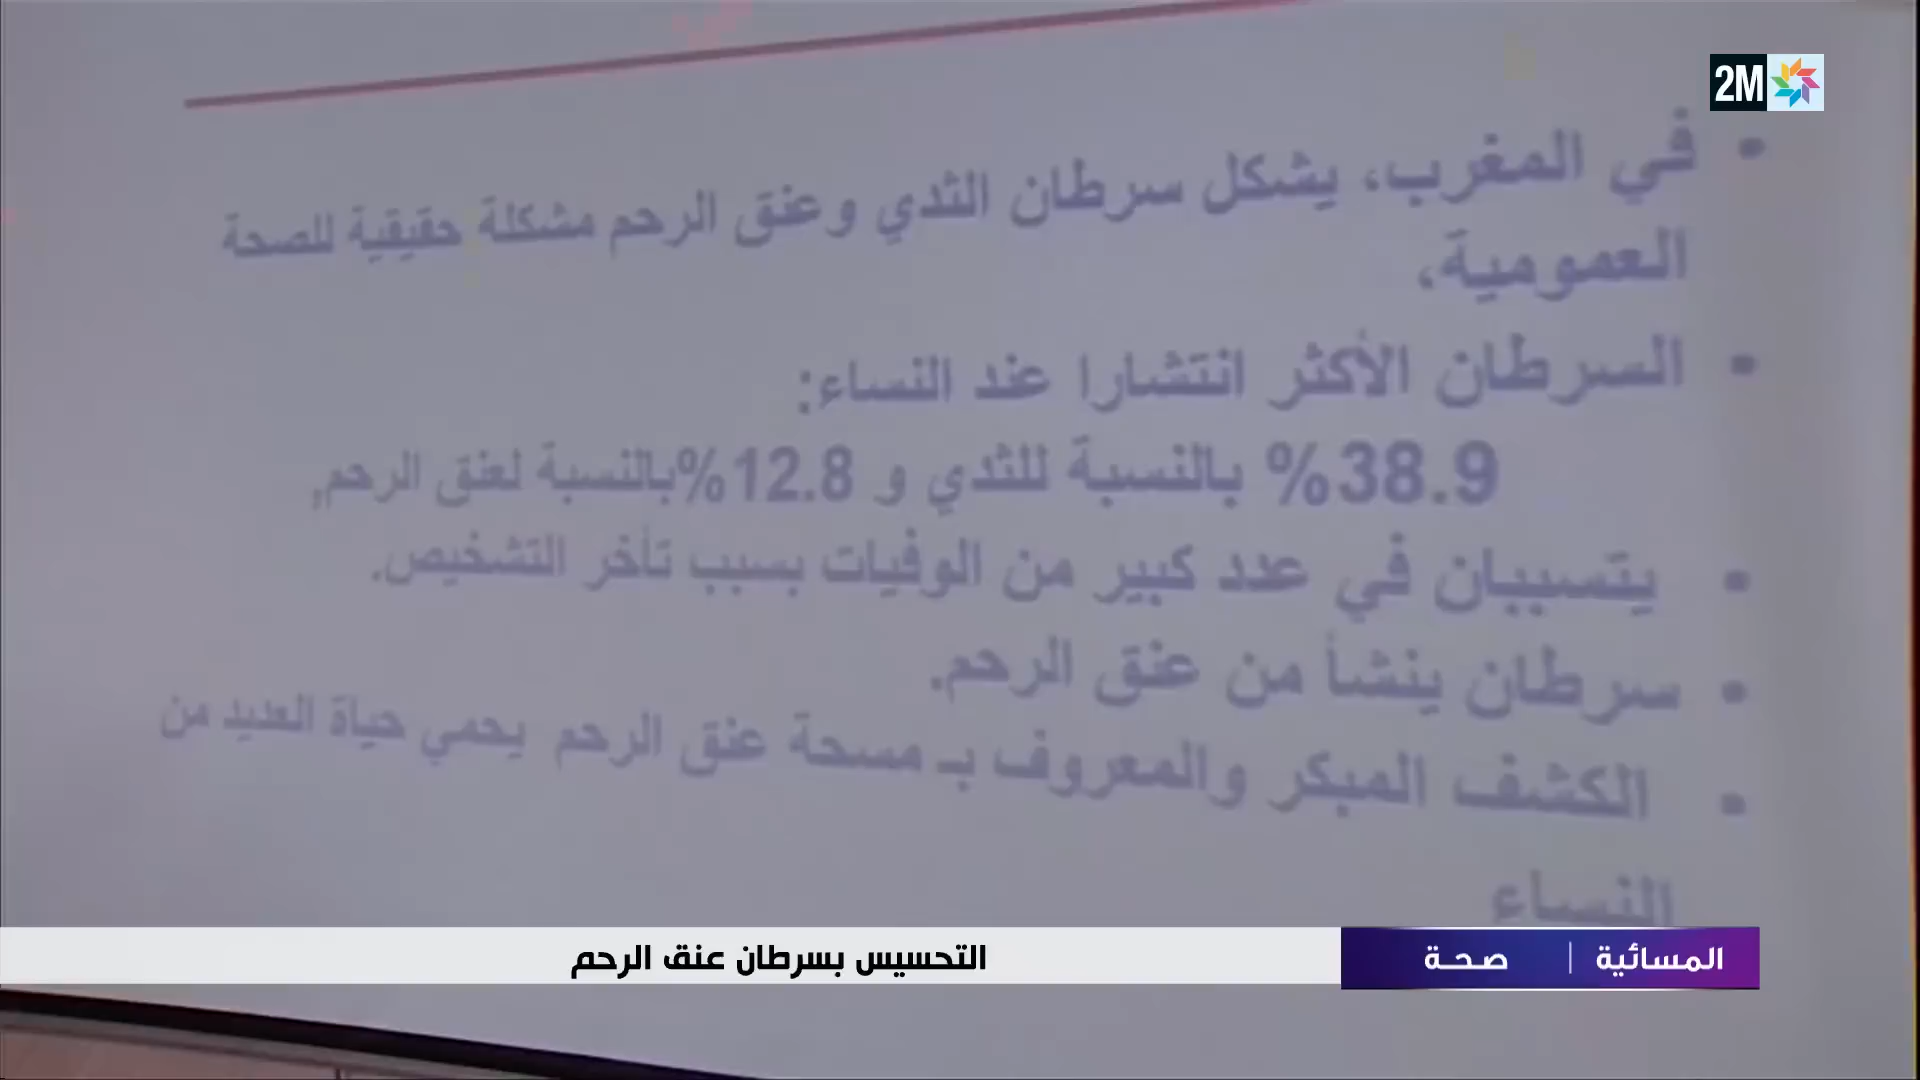 2M
في المغرب، يشكل سرطان الثدي وعنق الرحم مشكلة حقيقية للصحة
العمومية،
السرطان الأكثر انتشارا عند النساء:
38.9% بالنسبة للثدي و 12.8%بالنسبة لعنق الرحم,
يتسببان في عدد كبير من الوفيات بسبب تأخر التشخيص.
سرطان ينشأ من عنق الرحم.
الكشف المبكر والمعروف بـ مسحة عنق الرحم يحمي حياة العديد من
النساء
المسائية | صحة
التحسيس بسرطان عنق الرحم